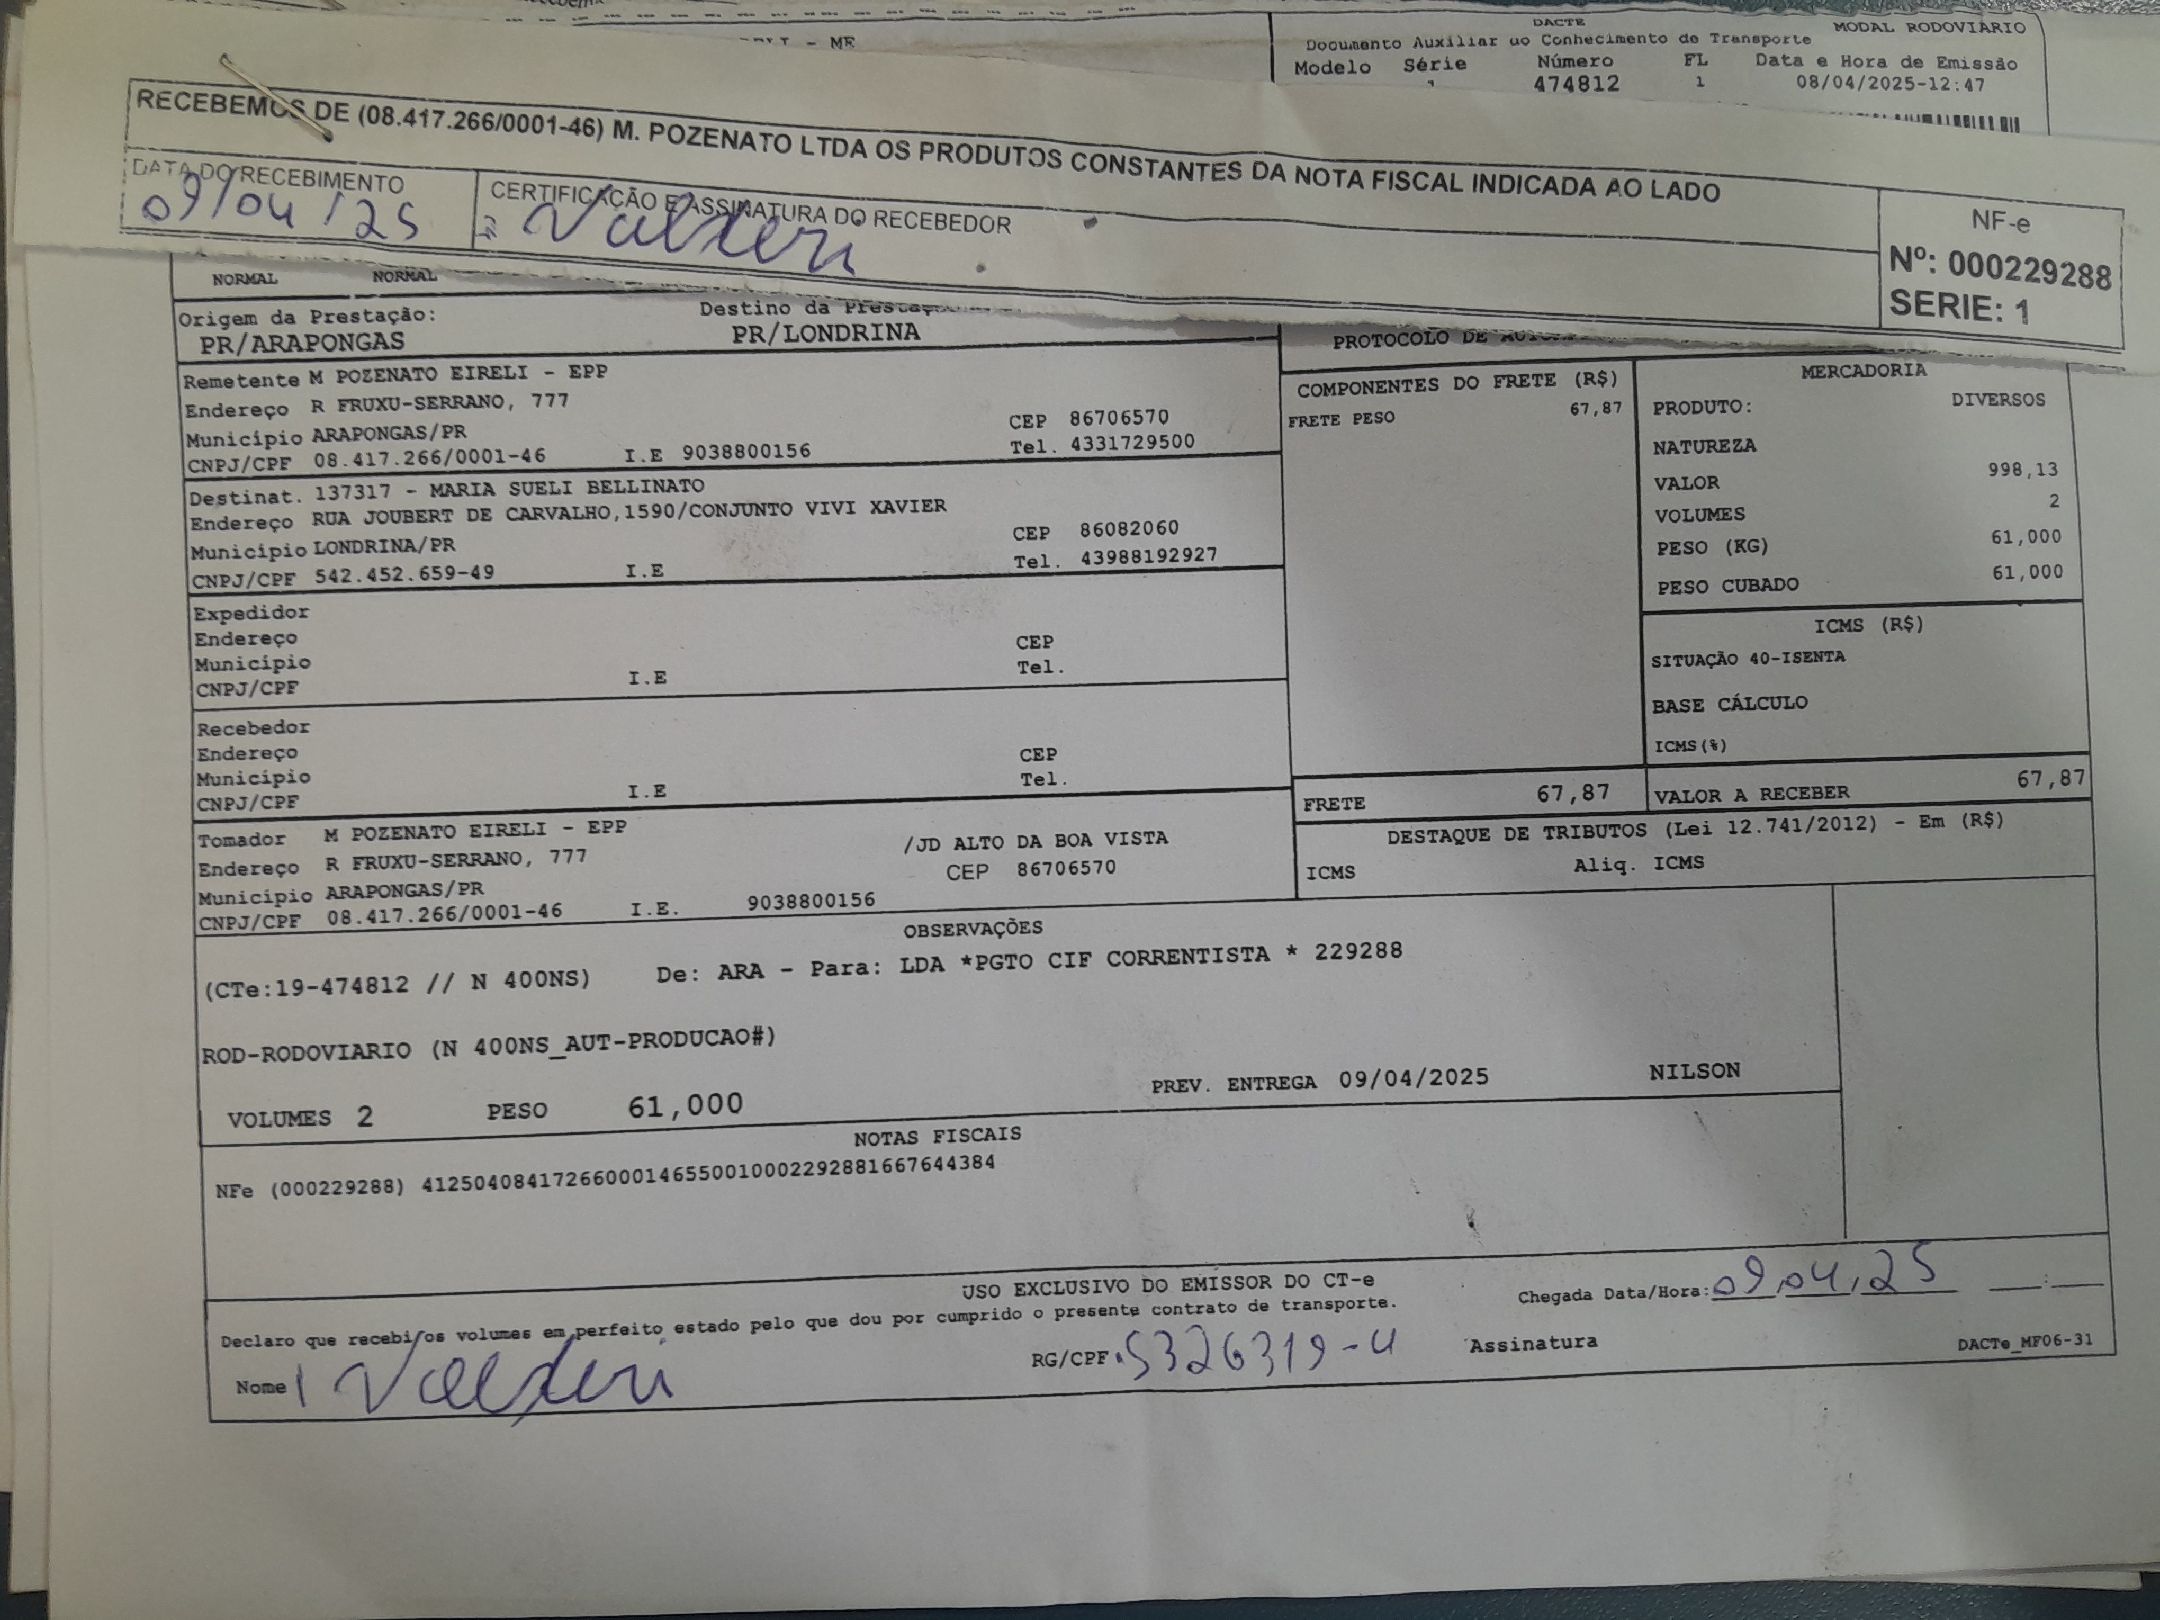 DACTE
MODAL RODOVIARIO
- ME
Documento Auxiliar do Conhecimento de Transporte
Modelo Série Número FL Data e Hora de Emissão
474812 1 08/04/2025-12:47
RECEBEMOS DE (08.417.266/0001-46) M. POZENATO LTDA OS PRODUTOS CONSTANTES DA NOTA FISCAL INDICADA AO LADO
DATA DO RECEBIMENTO
09/04/25
CERTIFICAÇÃO E ASSINATURA DO RECEBEDOR
Valderi
NF-e
Nº: 000229288
SERIE: 1
NORMAL NORMAL
Origem da Prestação: Destino da Prestação
PR/ARAPONGAS PR/LONDRINA
Remetente M POZENATO EIRELI - EPP
Endereço R FRUXU-SERRANO, 777
Município ARAPONGAS/PR CEP 86706570
CNPJ/CPF 08.417.266/0001-46 I.E 9038800156 Tel. 4331729500
Destinat. 137317 - MARIA SUELI BELLINATO
Endereço RUA JOUBERT DE CARVALHO,1590/CONJUNTO VIVI XAVIER
Município LONDRINA/PR CEP 86082060
CNPJ/CPF 542.452.659-49 I.E Tel. 43988192927
Expedidor
Endereço
Município CEP
CNPJ/CPF I.E Tel.
Recebedor
Endereço
Município CEP
CNPJ/CPF I.E Tel.
Tomador M POZENATO EIRELI - EPP
Endereço R FRUXU-SERRANO, 777 /JD ALTO DA BOA VISTA
Município ARAPONGAS/PR CEP 86706570
CNPJ/CPF 08.417.266/0001-46 I.E. 9038800156
PROTOCOLO DE
COMPONENTES DO FRETE (R$)
FRETE PESO 67,87
MERCADORIA
PRODUTO: DIVERSOS
NATUREZA
VALOR 998,13
VOLUMES 2
PESO (KG) 61,000
PESO CUBADO 61,000
ICMS (R$)
SITUAÇÃO 40-ISENTA
BASE CÁLCULO
ICMS(%)
FRETE 67,87 VALOR A RECEBER 67,87
DESTAQUE DE TRIBUTOS (Lei 12.741/2012) - Em (R$)
ICMS Aliq. ICMS
OBSERVAÇÕES
(CTe:19-474812 // N 400NS) De: ARA - Para: LDA *PGTO CIF CORRENTISTA * 229288
ROD-RODOVIARIO (N 400NS_AUT-PRODUCAO#)
PREV. ENTREGA 09/04/2025 NILSON
VOLUMES 2 PESO 61,000
NOTAS FISCAIS
NFe (000229288) 41250408417266000146550010002292881667644384
USO EXCLUSIVO DO EMISSOR DO CT-e
Declaro que recebi os volumes em perfeito estado pelo que dou por cumprido o presente contrato de transporte.
Chegada Data/Hora: 09,04,25 __:__
Nome Valderi RG/CPF 5326319-4 Assinatura
DACTe_MF06-31